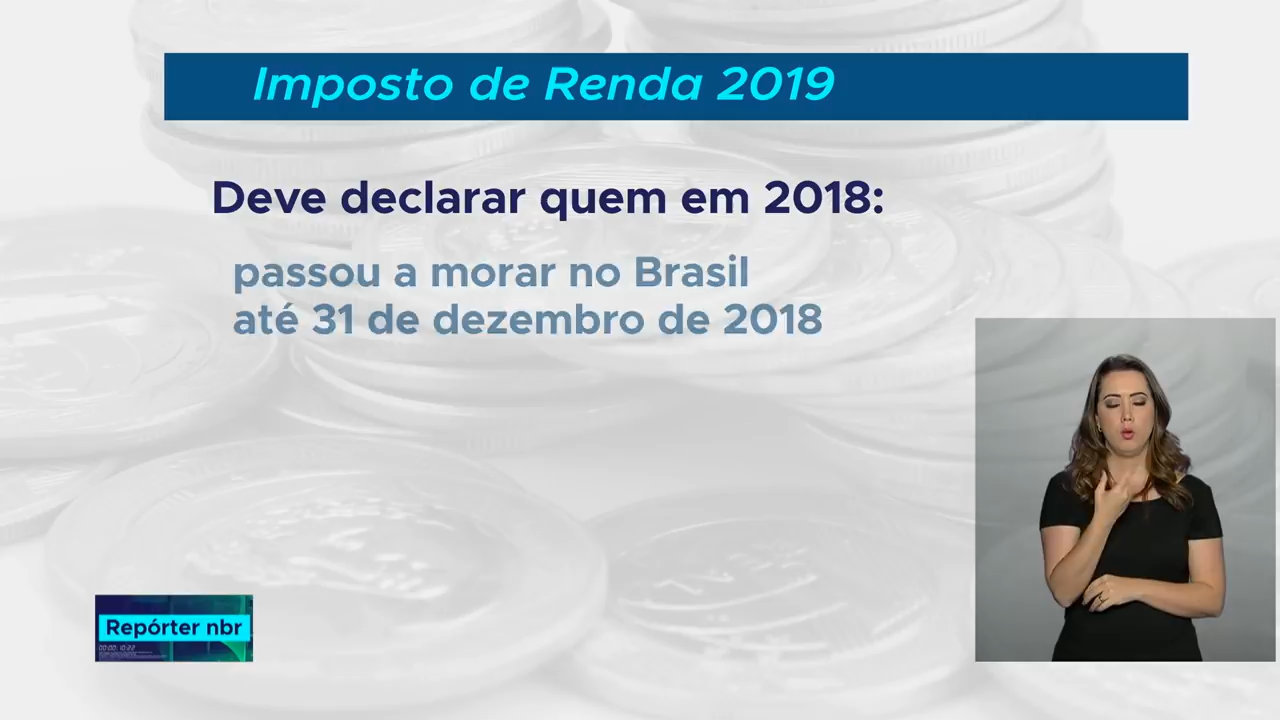 Imposto de Renda 2019
Deve declarar quem em 2018:
passou a morar no Brasil
até 31 de dezembro de 2018
Repórter nbr